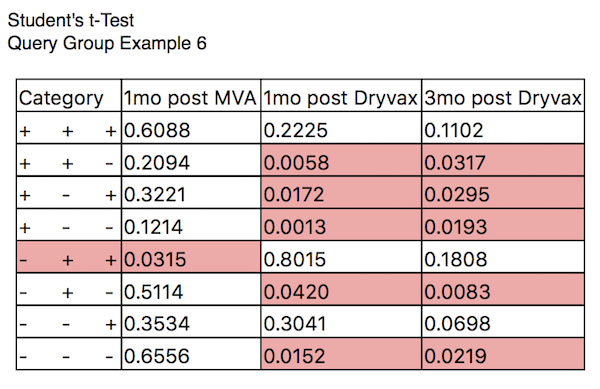 Student's t-Test
Query Group Example 6
Category 1mo post MVA 1mo post Dryvax 3mo post Dryvax
+ + + 0.6088 0.2225 0.1102
+ + - 0.2094 0.0058 0.0317
+ - + 0.3221 0.0172 0.0295
+ - - 0.1214 0.0013 0.0193
- + + 0.0315 0.8015 0.1808
- + - 0.5114 0.0420 0.0083
- - + 0.3534 0.3041 0.0698
- - - 0.6556 0.0152 0.0219